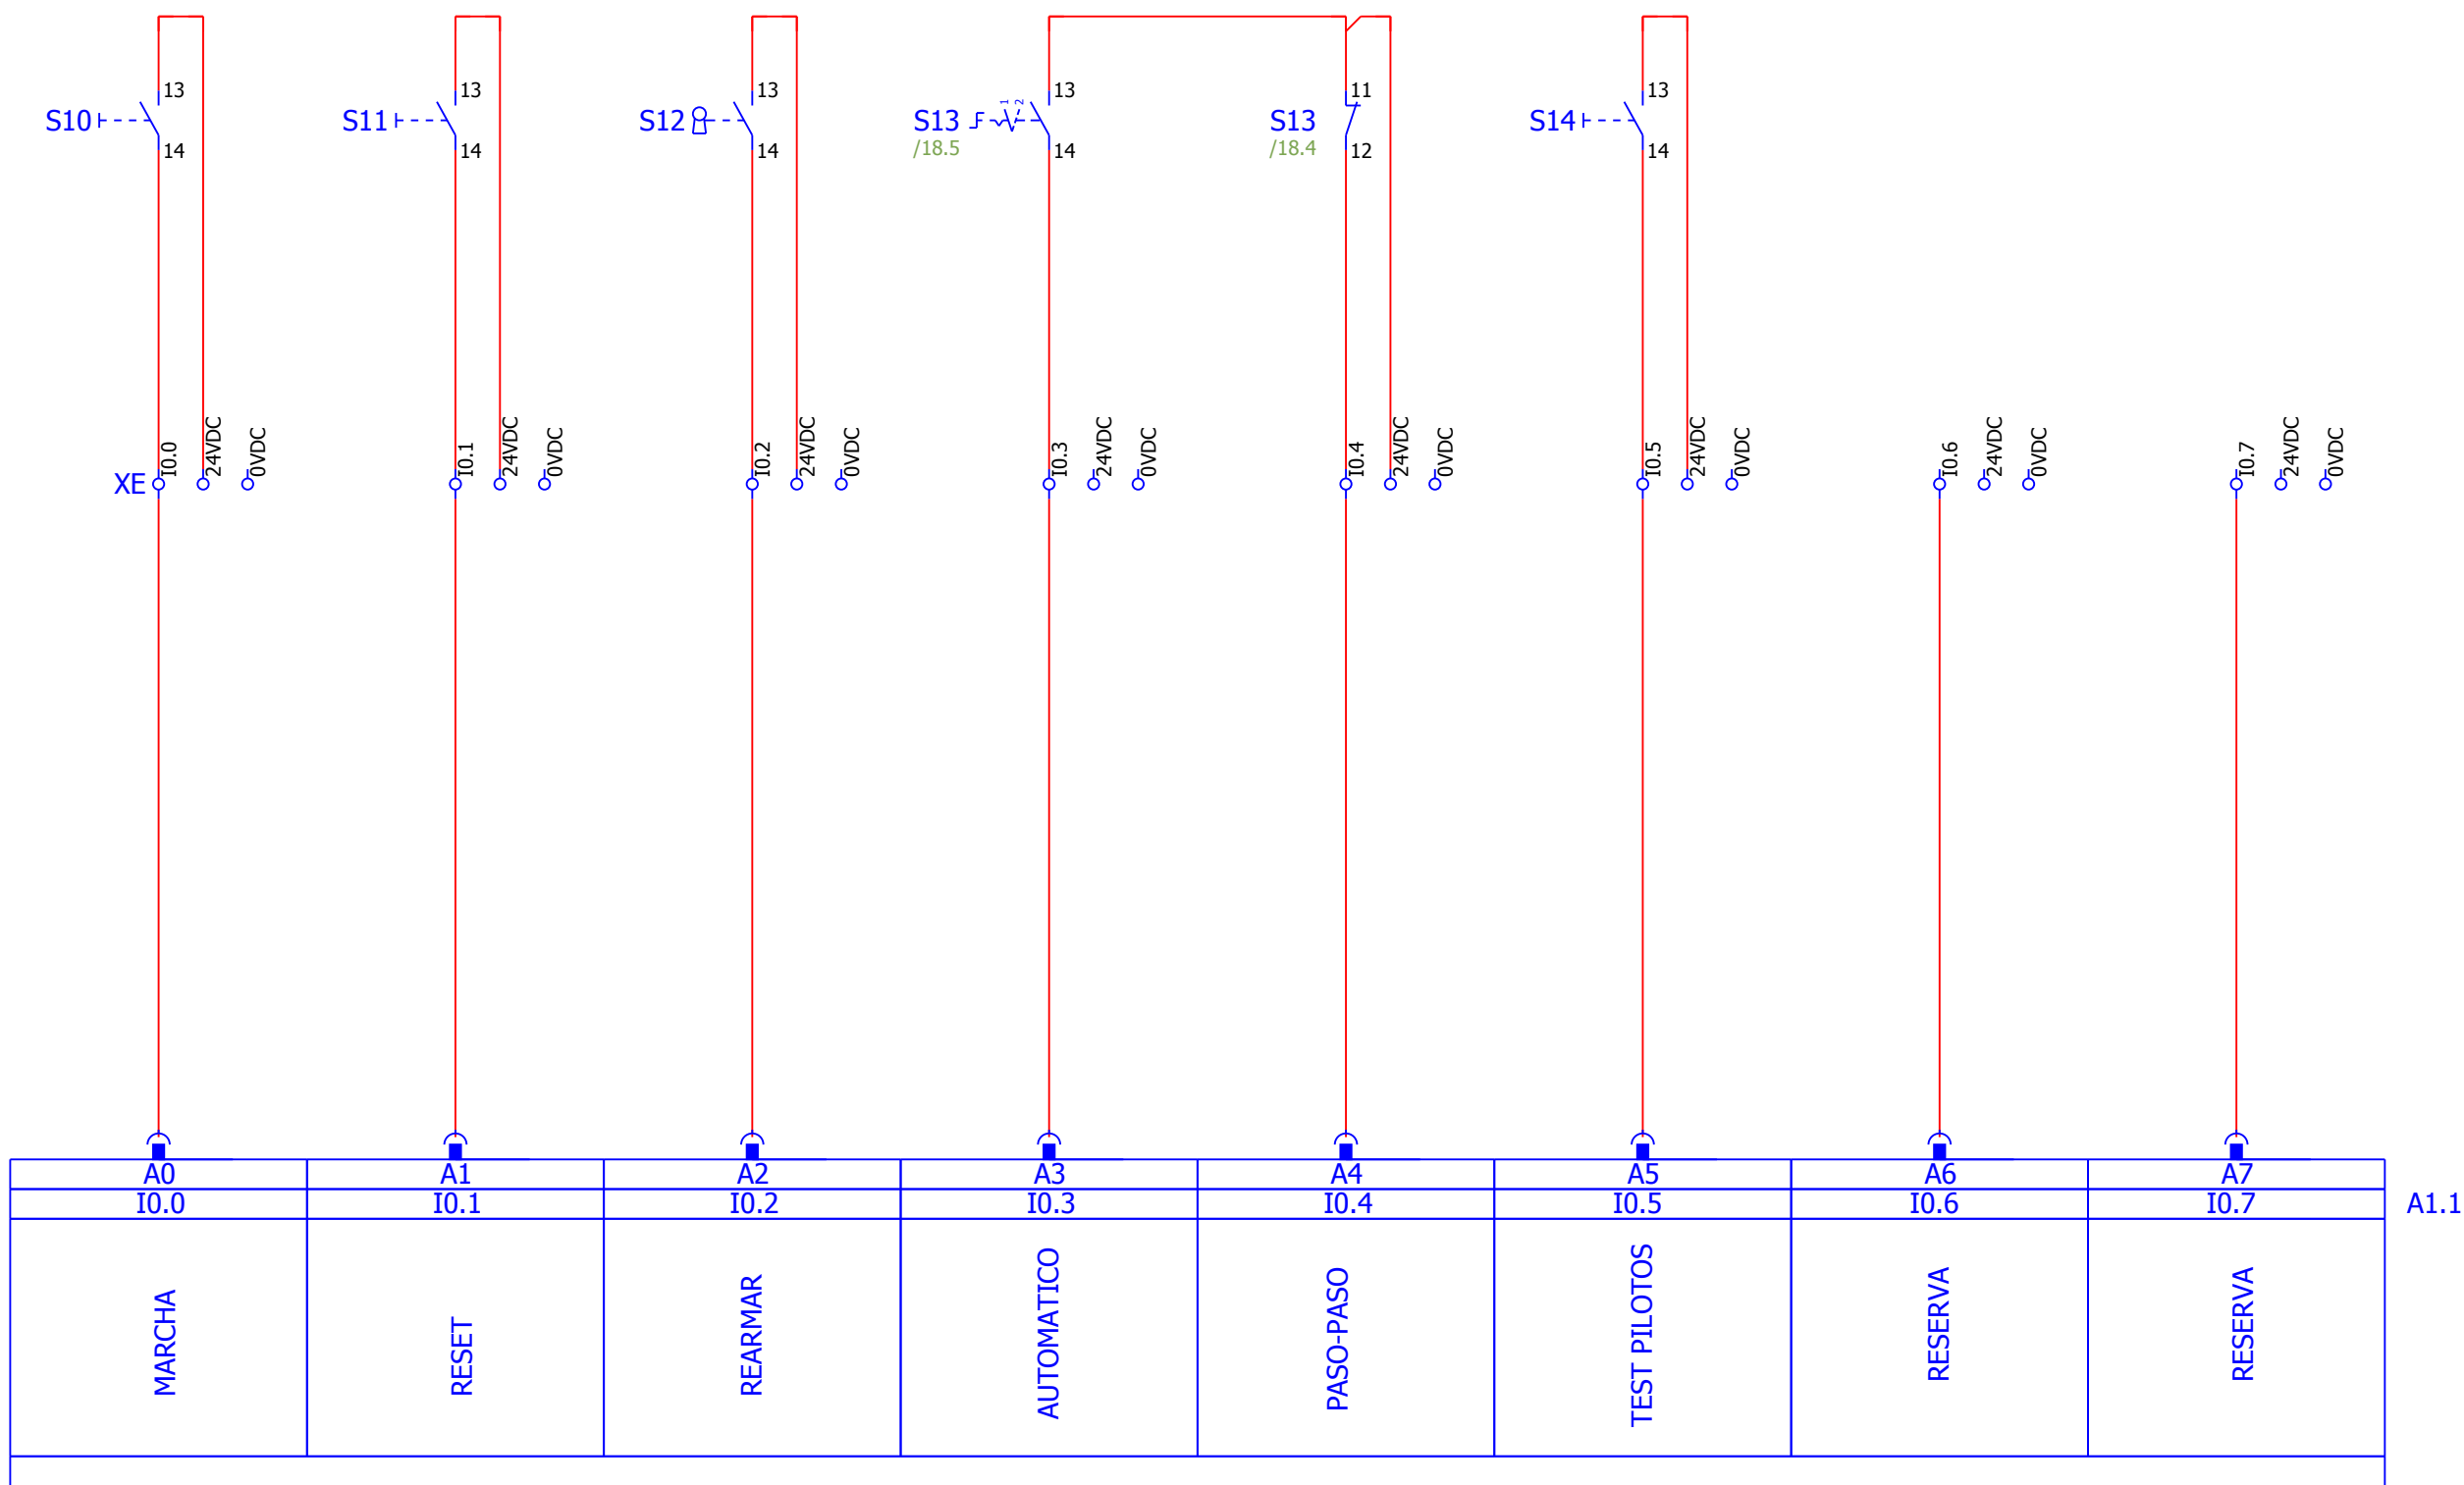 13
13
13
13
11
13
S10
S11
S12
S13
1
2
S13
S14
/18.5
/18.4
14
14
14
14
12
14
XE
I0.0
24VDC
0VDC
I0.1
24VDC
0VDC
I0.2
24VDC
0VDC
I0.3
24VDC
0VDC
I0.4
24VDC
0VDC
I0.5
24VDC
0VDC
I0.6
24VDC
0VDC
I0.7
24VDC
0VDC
A0
A1
A2
A3
A4
A5
A6
A7
I0.0
I0.1
I0.2
I0.3
I0.4
I0.5
I0.6
I0.7
A1.1
MARCHA
RESET
REARMAR
AUTOMATICO
PASO-PASO
TEST PILOTOS
RESERVA
RESERVA